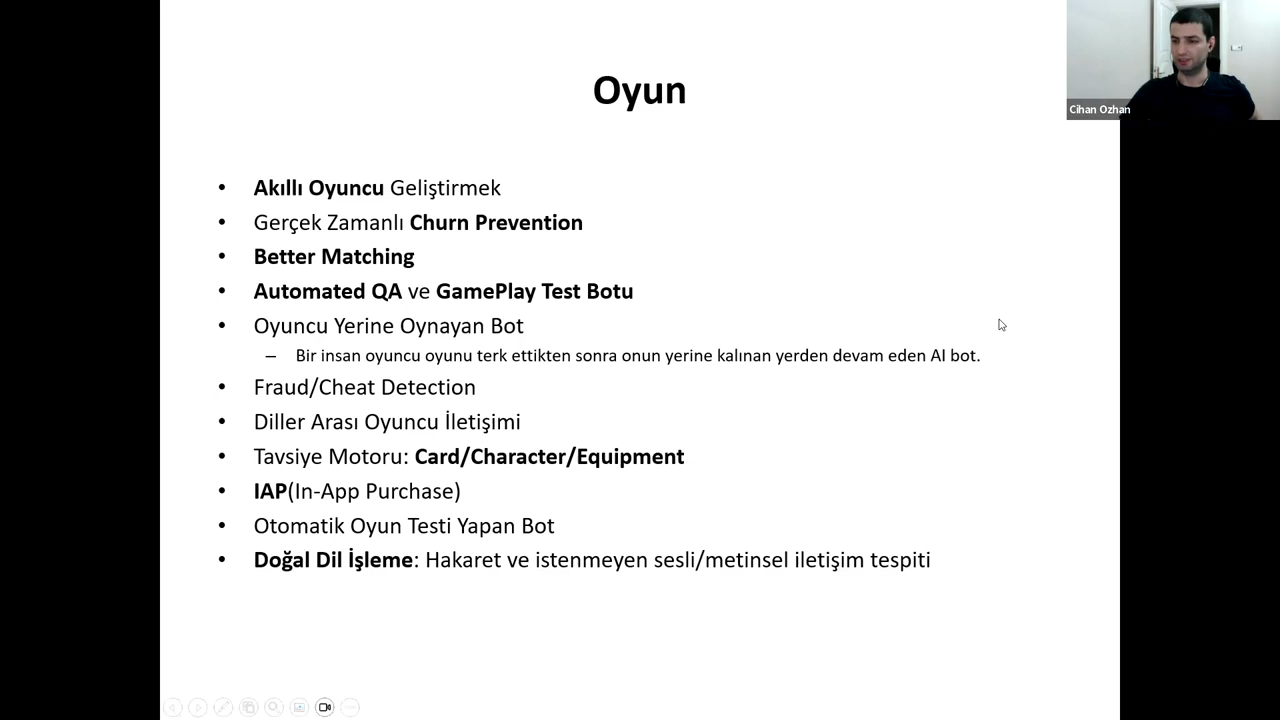 Oyun
Cihan Ozhan
• Akıllı Oyuncu Geliştirmek
• Gerçek Zamanlı Churn Prevention
• Better Matching
• Automated QA ve GamePlay Test Botu
• Oyuncu Yerine Oynayan Bot
– Bir insan oyuncu oyunu terk ettikten sonra onun yerine kalınan yerden devam eden AI bot.
• Fraud/Cheat Detection
• Diller Arası Oyuncu İletişimi
• Tavsiye Motoru: Card/Character/Equipment
• IAP(In-App Purchase)
• Otomatik Oyun Testi Yapan Bot
• Doğal Dil İşleme: Hakaret ve istenmeyen sesli/metinsel iletişim tespiti